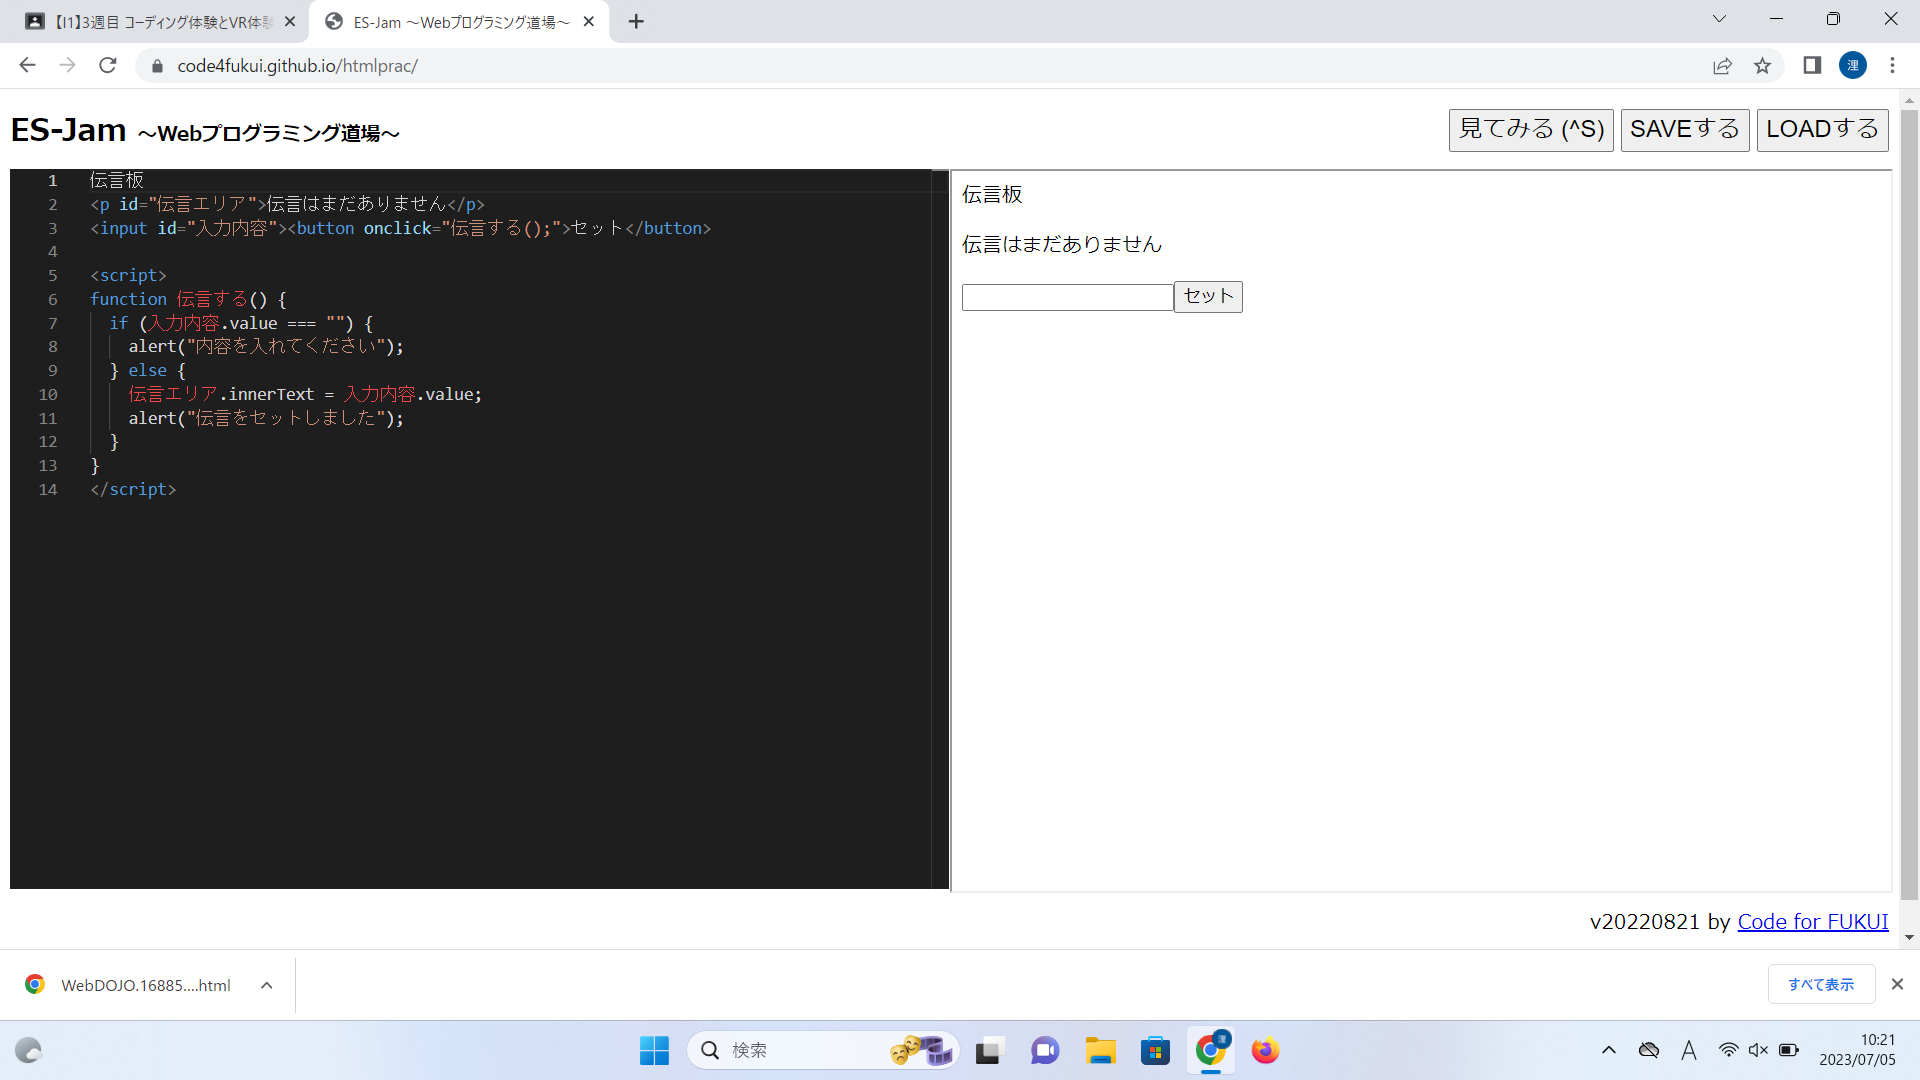 【I1】3週目 コーディング体験とVR体験
ES-Jam ～Webプログラミング道場～
code4fukui.github.io/htmlprac/
浬
ES-Jam ～Webプログラミング道場～
見てみる (^S)
SAVEする
LOADする
1 伝言板
2 <p id="伝言エリア">伝言はまだありません</p>
3 <input id="入力内容"><button onclick="伝言する();">セット</button>
4
5 <script>
6 function 伝言する() {
7 if (入力内容.value === "") {
8 alert("内容を入れてください");
9 } else {
10 伝言エリア.innerText = 入力内容.value;
11 alert("伝言をセットしました");
12 }
13 }
14 </script>
伝言板
伝言はまだありません
セット
v20220821 by Code for FUKUI
WebDOJO.16885....html
すべて表示
検索
浬
A
10:21
2023/07/05